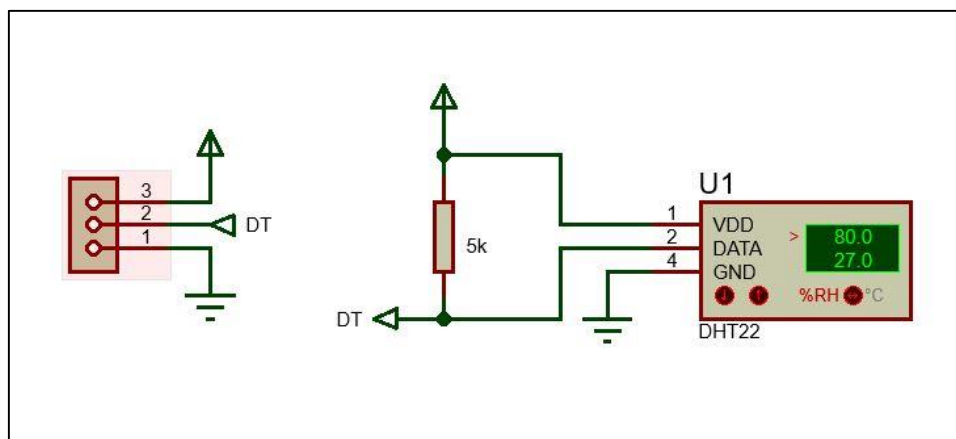 3
2
1
DT
5k
DT
U1
1
2
4
VDD
DATA
GND
>
80.0
27.0
%RH
°C
DHT22